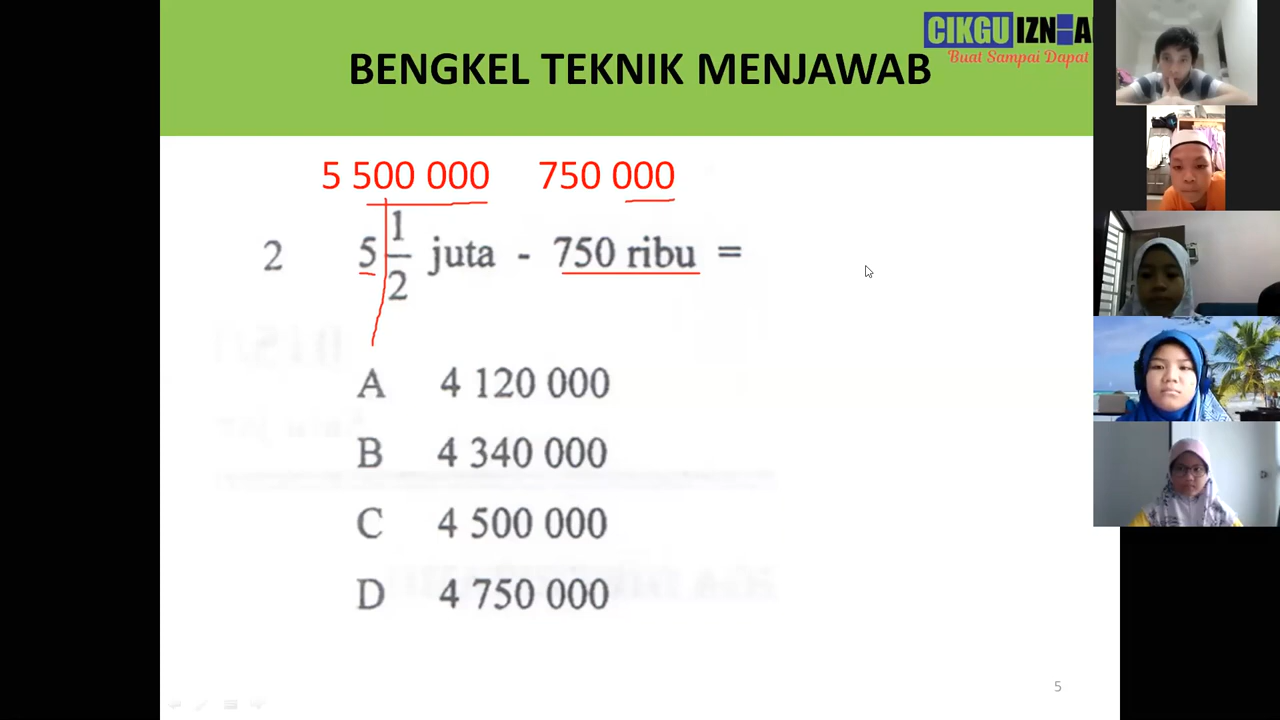 CIKGU IZN
Buat Sampai Dapat
BENGKEL TEKNIK MENJAWAB
5 500 000 750 000
2 5 1/2 juta - 750 ribu =
A 4 120 000
B 4 340 000
C 4 500 000
D 4 750 000
5